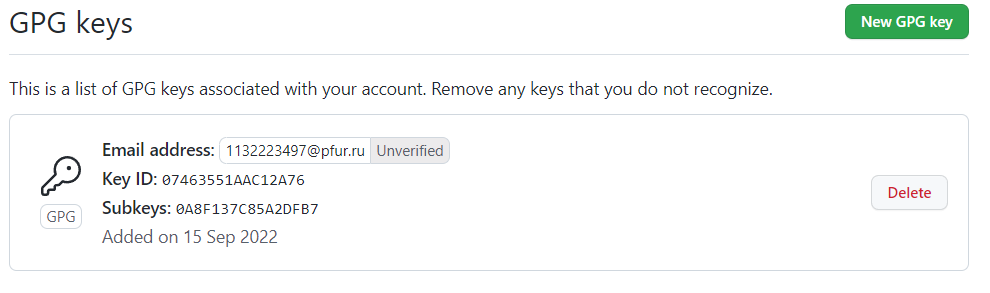 GPG keys
New GPG key
This is a list of GPG keys associated with your account. Remove any keys that you do not recognize.
Email address: 1132223497@pfur.ru Unverified
Key ID: 07463551AAC12A76
Subkeys: 0A8F137C85A2DFB7
GPG
Added on 15 Sep 2022
Delete